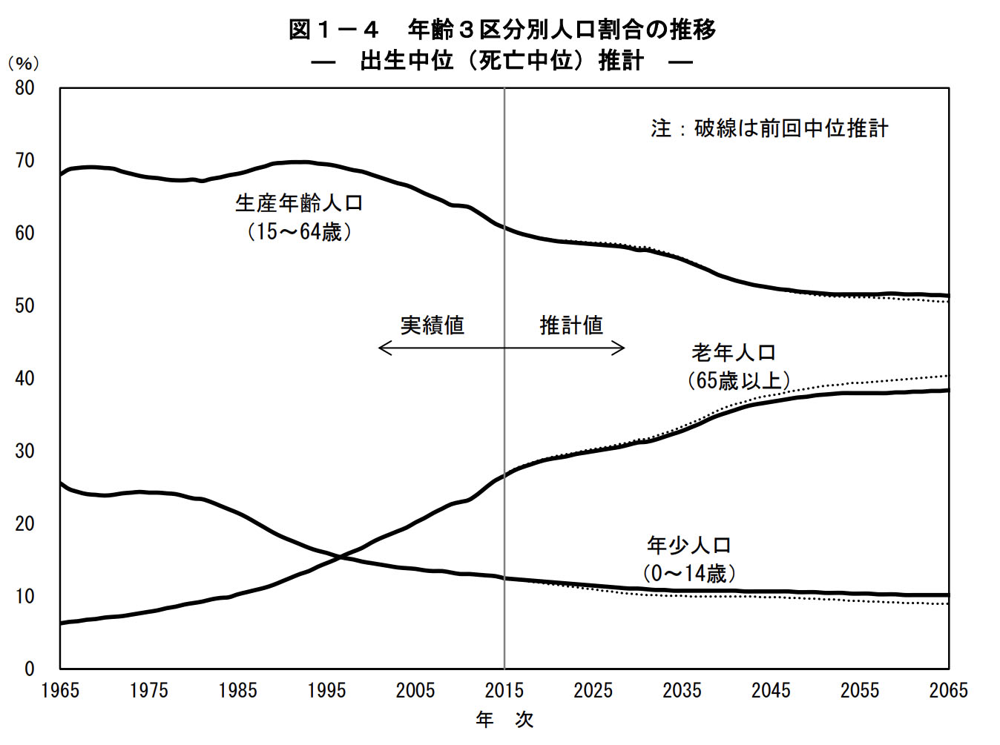 図１－４　年齢３区分別人口割合の推移
―　出生中位（死亡中位）推計　―
（%）
80
注：破線は前回中位推計
70
生産年齢人口
（15～64歳）
60
50
実績値
推計値
老年人口
（65歳以上）
40
30
20
年少人口
（0～14歳）
10
0
1965 1975 1985 1995 2005 2015 2025 2035 2045 2055 2065
年　次